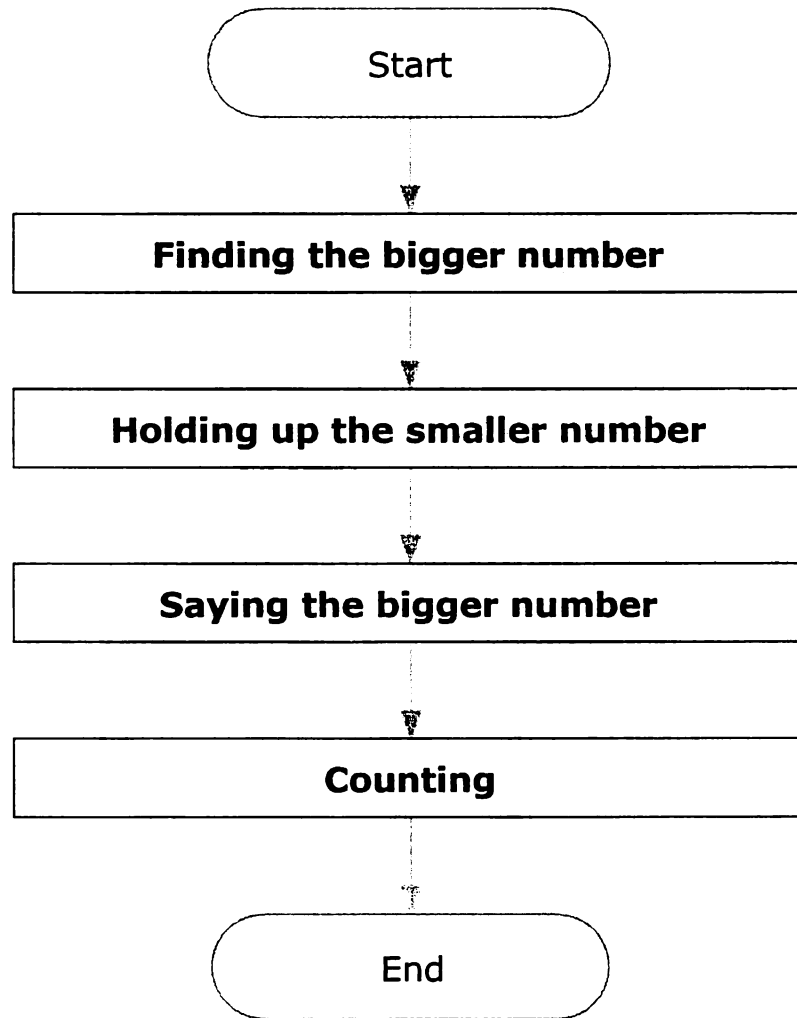 Start
Finding the bigger number
Holding up the smaller number
Saying the bigger number
Counting
End